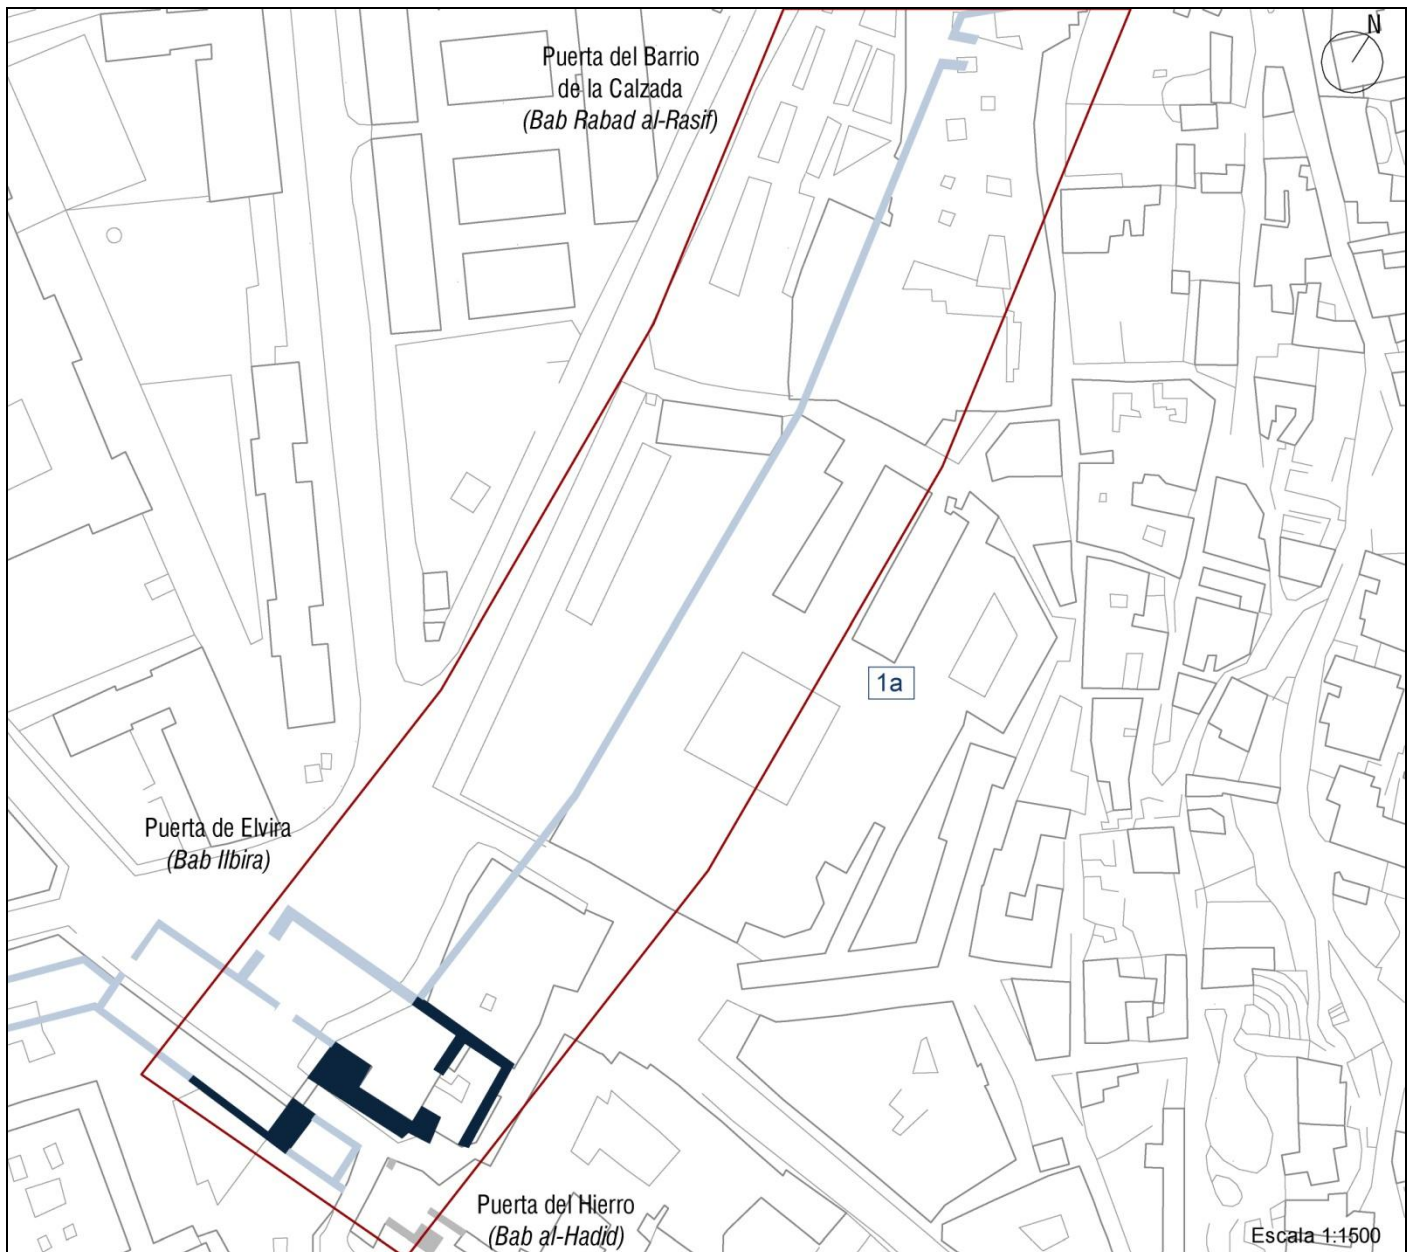 N
Puerta del Barrio
de la Calzada
(Bab Rabad al-Rasif)
1a
Puerta de Elvira
(Bab Ilbira)
Puerta del Hierro
(Bab al-Hadid)
Escala 1:1500